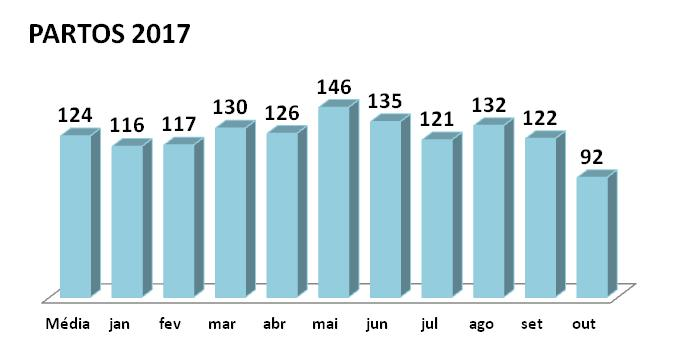 PARTOS 2017
124 116 117 130 126 146 135 121 132 122 92
Média jan fev mar abr mai jun jul ago set out